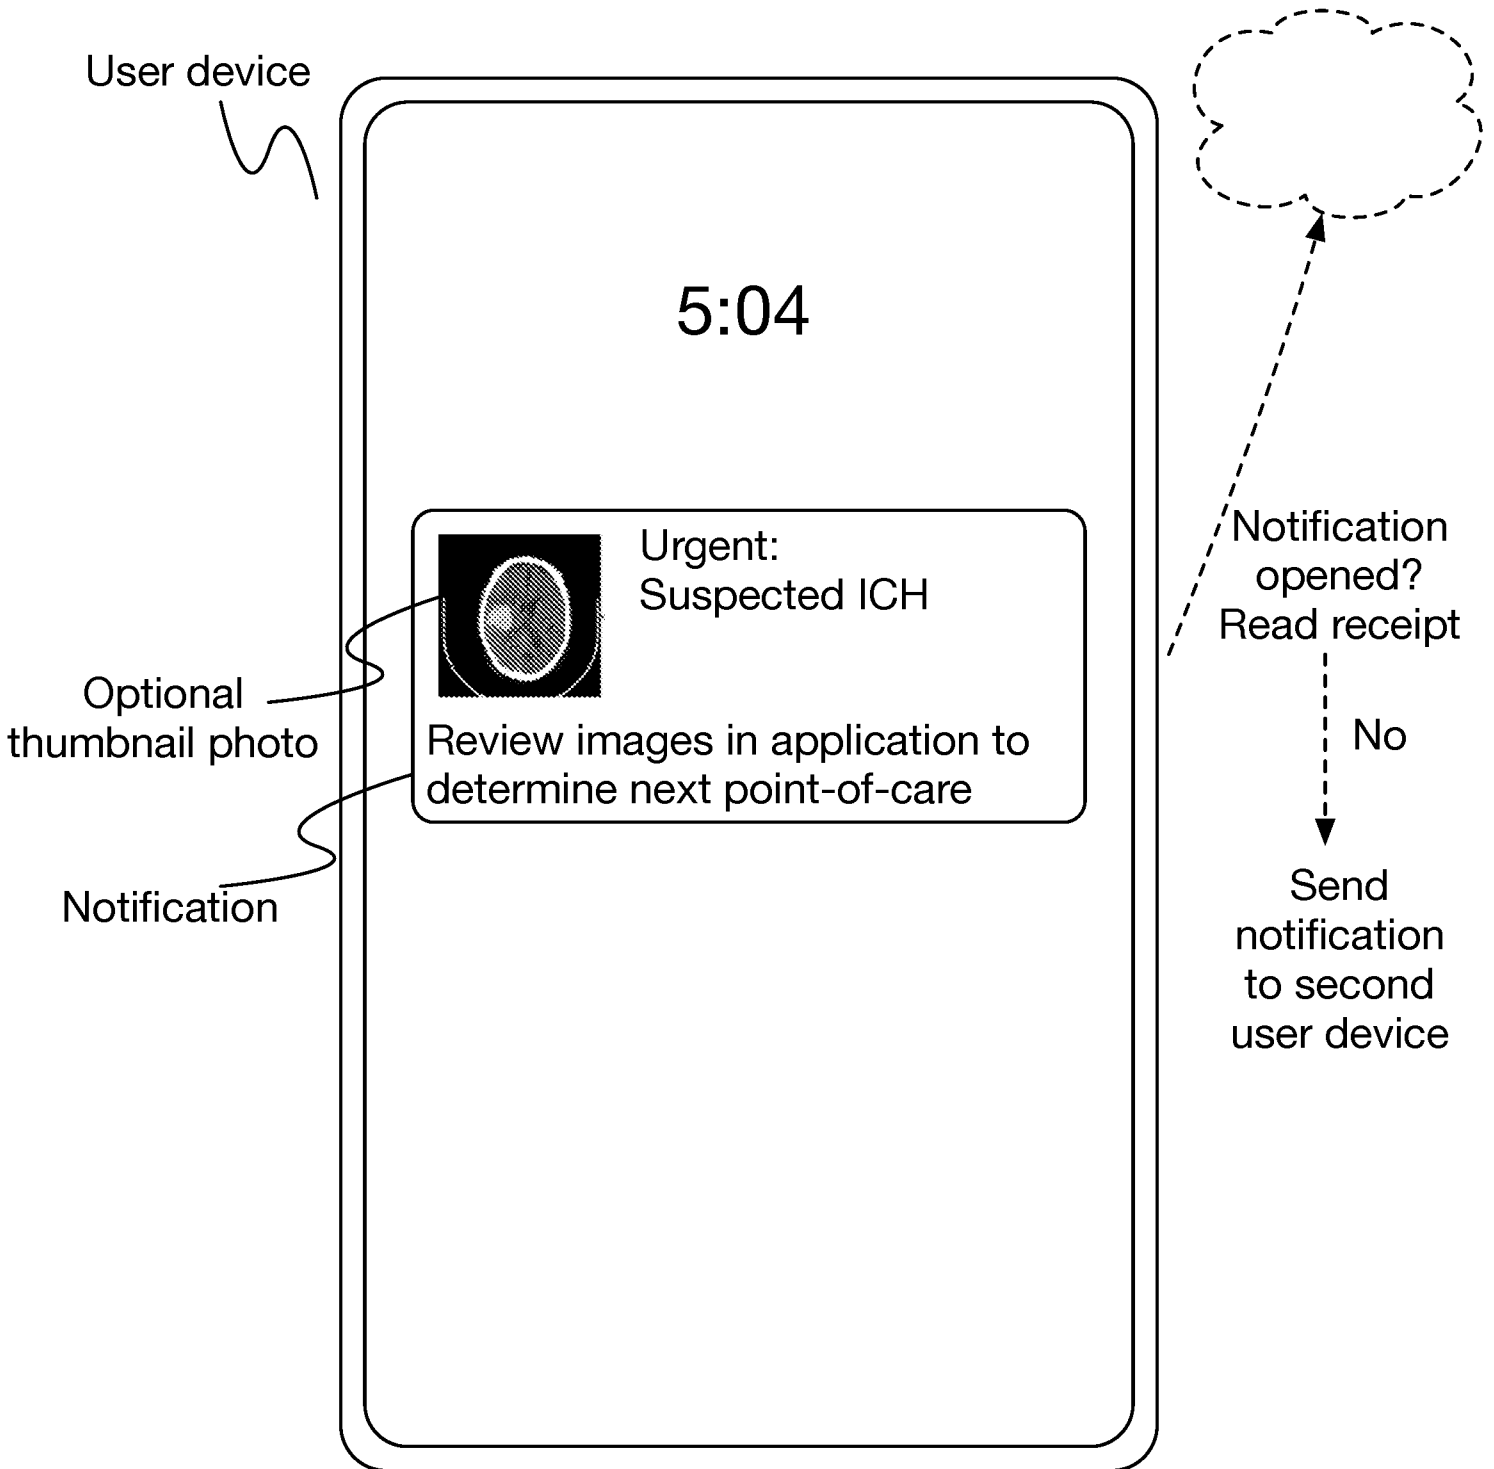 User device
5:04
Urgent:
Suspected ICH
Review images in application to
determine next point-of-care
Optional
thumbnail photo
Notification
Notification
opened?
Read receipt
No
Send
notification
to second
user device